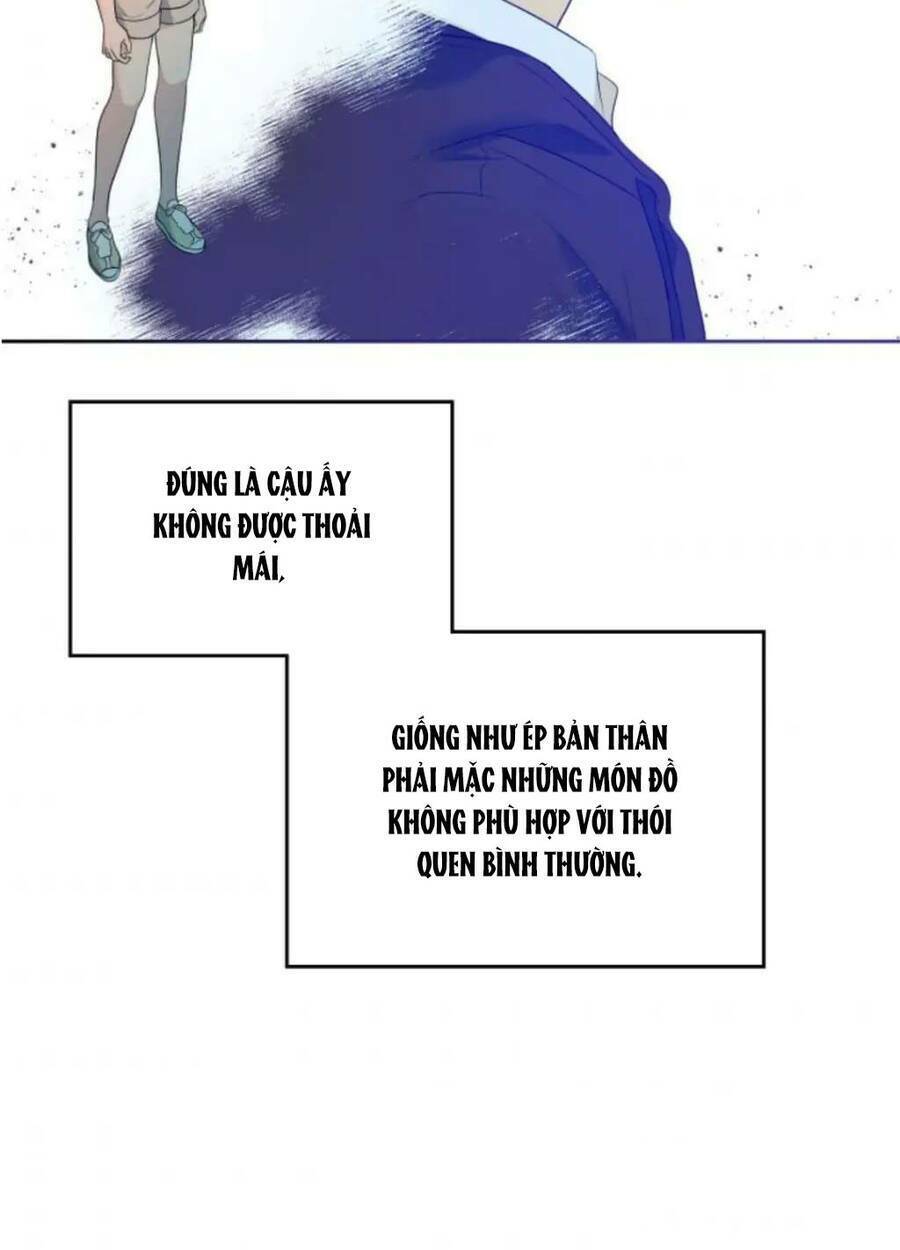 ĐÚNG LÀ CẬU ẤY
KHÔNG ĐƯỢC THOẢI
MÁI,
GIỐNG NHƯ ÉP BẢN THÂN
PHẢI MẶC NHỮNG MÓN ĐỒ
KHÔNG PHÙ HỢP VỚI THÓI
QUEN BÌNH THƯỜNG.